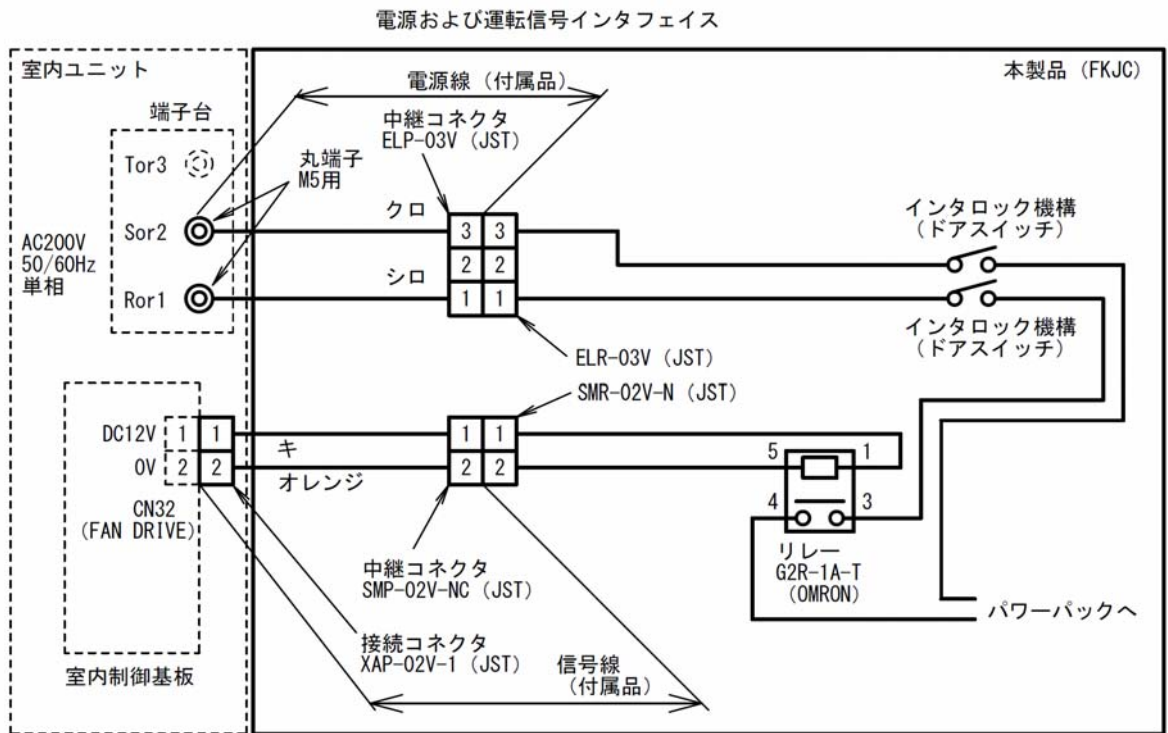 電源および運転信号インタフェイス
室内ユニット
本製品 (FKJC)
電源線 (付属品)
端子台
中継コネクタ
ELP-03V (JST)
Tor3
丸端子
M5用
クロ
インタロック機構
(ドアスイッチ)
Sor2
3 3
AC200V
50/60Hz
単相
2 2
シロ
Ror1
1 1
インタロック機構
(ドアスイッチ)
ELR-03V (JST)
SMR-02V-N (JST)
DC12V 1 1
キ
1 1
0V 2 2
オレンジ
2 2
5 1
4 3
CN32
(FAN DRIVE)
リレー
G2R-1A-T
(OMRON)
中継コネクタ
SMP-02V-NC (JST)
パワーパックへ
接続コネクタ
XAP-02V-1 (JST)
信号線
(付属品)
室内制御基板